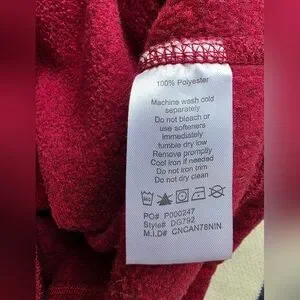 100% Polyester
Machine wash cold
separately
Do not bleach or
use softeners
Immediately
tumble dry low
Remove promptly
Cool iron if needed
Do not iron trim
Do not dry clean
PO# P000247
Style# DG792
M.I.D# CNCAN78NIN